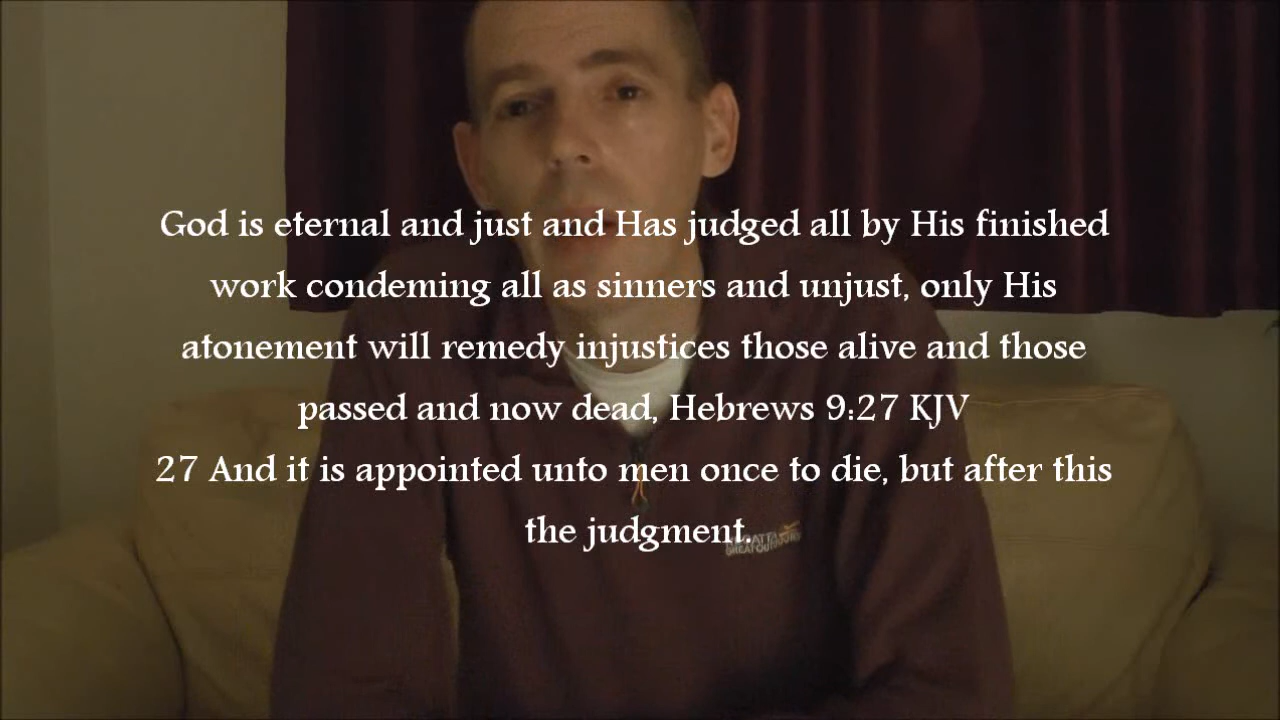 God is eternal and just and Has judged all by His finished
work condeming all as sinners and unjust, only His
atonement will remedy injustices those alive and those
passed and now dead, Hebrews 9:27 KJV
27 And it is appointed unto men once to die, but after this
the judgment.
GREAT OUTDOORS